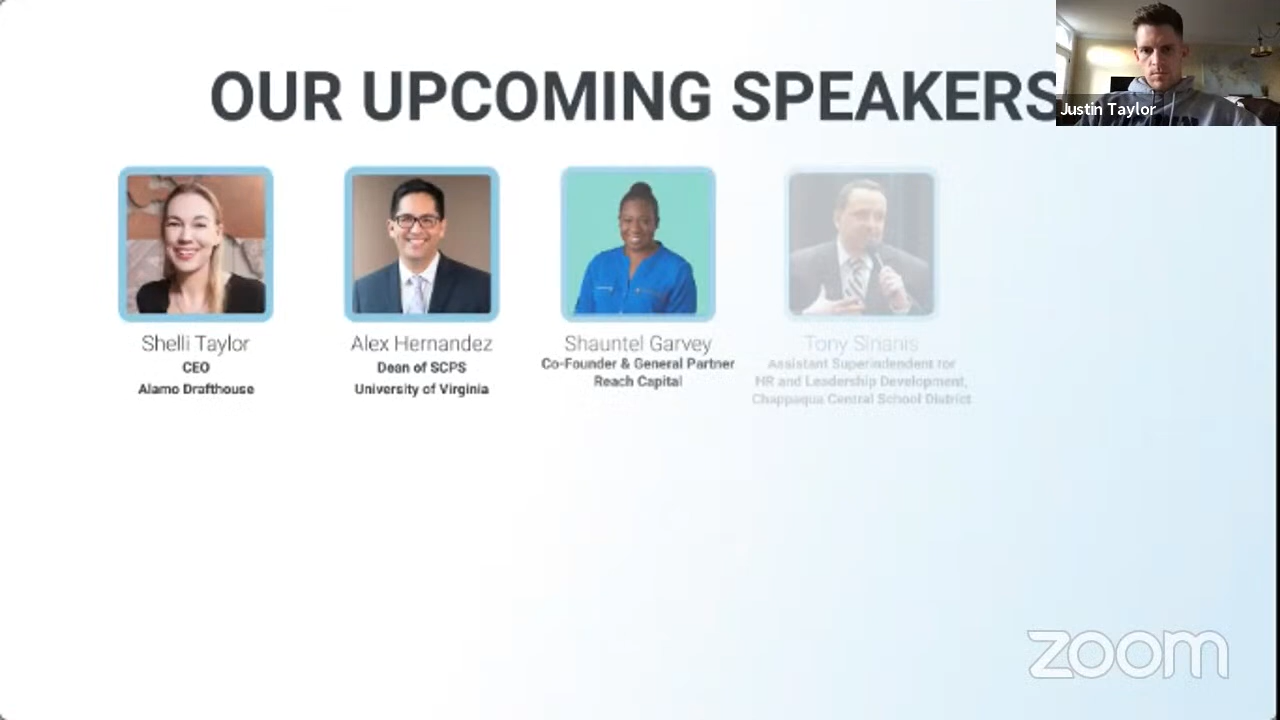 OUR UPCOMING SPEAKERS
Justin Taylor
Shelli Taylor
CEO
Alamo Drafthouse
Alex Hernandez
Dean of SCPS
University of Virginia
Shauntel Garvey
Co-Founder & General Partner
Reach Capital
Tony Sinanis
Assistant Superintendent for
HR and Leadership Development,
Chappaqua Central School District
zoom